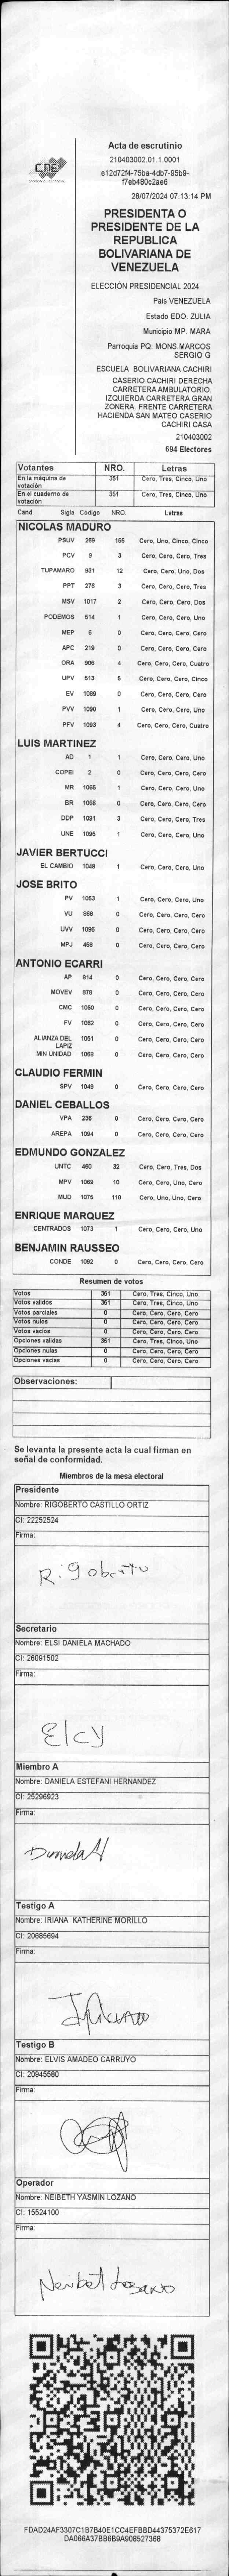 Acta de escrutinio
210403002.01.1.0001
e12d72f4-75ba-4db7-95b9-
f7eb480c2ae6
28/07/2024 07:13:14 PM
CNE
PRESIDENTA O
PRESIDENTE DE LA
REPUBLICA
BOLIVARIANA DE
VENEZUELA
ELECCIÓN PRESIDENCIAL 2024
Pais VENEZUELA
Estado EDO. ZULIA
Municipio MP. MARA
Parroquia PQ. MONS.MARCOS
SERGIO G
ESCUELA BOLIVARIANA CACHIRI
CASERIO CACHIRI DERECHA
CARRETERA AMBULATORIO.
IZQUIERDA CARRETERA GRAN
ZONERA. FRENTE CARRETERA
HACIENDA SAN MATEO CASERIO
CACHIRI CASA
210403002
694 Electores
Votantes NRO. Letras
En la máquina de votación 351 Cero, Tres, Cinco, Uno
En el cuaderno de votación 351 Cero, Tres, Cinco, Uno
Cand. Sigla Codigo NRO. Letras
NICOLAS MADURO
PSUV 269 155 Cero, Uno, Cinco, Cinco
PCV 9 3 Cero, Cero, Cero, Tres
TUPAMARO 931 12 Cero, Cero, Uno, Dos
PPT 276 3 Cero, Cero, Cero, Tres
MSV 1017 2 Cero, Cero, Cero, Dos
PODEMOS 514 1 Cero, Cero, Cero, Uno
MEP 6 0 Cero, Cero, Cero, Cero
APC 219 0 Cero, Cero, Cero, Cero
ORA 906 4 Cero, Cero, Cero, Cuatro
UPV 513 5 Cero, Cero, Cero, Cinco
EV 1089 0 Cero, Cero, Cero, Cero
PVV 1090 1 Cero, Cero, Cero, Uno
PFV 1093 4 Cero, Cero, Cero, Cuatro
LUIS MARTINEZ
AD 1 1 Cero, Cero, Cero, Uno
COPEI 2 0 Cero, Cero, Cero, Cero
MR 1065 1 Cero, Cero, Cero, Uno
BR 1066 0 Cero, Cero, Cero, Cero
DDP 1091 3 Cero, Cero, Cero, Tres
UNE 1095 1 Cero, Cero, Cero, Uno
JAVIER BERTUCCI
EL CAMBIO 1048 1 Cero, Cero, Cero, Uno
JOSE BRITO
PV 1053 1 Cero, Cero, Cero, Uno
VU 868 0 Cero, Cero, Cero, Cero
UVV 1096 0 Cero, Cero, Cero, Cero
MPJ 458 0 Cero, Cero, Cero, Cero
ANTONIO ECARRI
AP 814 0 Cero, Cero, Cero, Cero
MOVEV 878 0 Cero, Cero, Cero, Cero
CMC 1050 0 Cero, Cero, Cero, Cero
FV 1062 0 Cero, Cero, Cero, Cero
ALIANZA DEL 1051 0 Cero, Cero, Cero, Cero
LAPIZ
MIN UNIDAD 1068 0 Cero, Cero, Cero, Cero
CLAUDIO FERMIN
SPV 1049 0 Cero, Cero, Cero, Cero
DANIEL CEBALLOS
VPA 236 0 Cero, Cero, Cero, Cero
AREPA 1094 0 Cero, Cero, Cero, Cero
EDMUNDO GONZALEZ
UNTC 460 32 Cero, Cero, Tres, Dos
MPV 1069 10 Cero, Cero, Uno, Cero
MUD 1075 110 Cero, Uno, Uno, Cero
ENRIQUE MARQUEZ
CENTRADOS 1073 1 Cero, Cero, Cero, Uno
BENJAMIN RAUSSEO
CONDE 1092 0 Cero, Cero, Cero, Cero
Resumen de votos
Votos 351 Cero, Tres, Cinco, Uno
Votos validos 351 Cero, Tres, Cinco, Uno
Votos parciales 0 Cero, Cero, Cero, Cero
Votos nulos 0 Cero, Cero, Cero, Cero
Votos vacios 0 Cero, Cero, Cero, Cero
Opciones validas 351 Cero, Tres, Cinco, Uno
Opciones nulas 0 Cero, Cero, Cero, Cero
Opciones vacias 0 Cero, Cero, Cero, Cero
Observaciones:
Se levanta la presente acta la cual firman en
señal de conformidad.
Miembros de la mesa electoral
Presidente
Nombre: RIGOBERTO CASTILLO ORTIZ
CI: 22252524
Firma:
Rigoberto
Secretario
Nombre: ELSI DANIELA MACHADO
CI: 26091502
Firma:
Elcy
Miembro A
Nombre: DANIELA ESTEFANI HERNANDEZ
CI: 25296923
Firma:
Daniela H
Testigo A
Nombre: IRIANA KATHERINE MORILLO
CI: 20685694
Firma:
Testigo B
Nombre: ELVIS AMADEO CARRUYO
CI: 20945580
Firma:
Operador
Nombre: NEIBETH YASMIN LOZANO
CI: 15524100
Firma:
Neibet Lozano
FDAD24AF3307C1B7B40E1CC4EFBBD44375372E617
DA066A37BB6B9A908527368